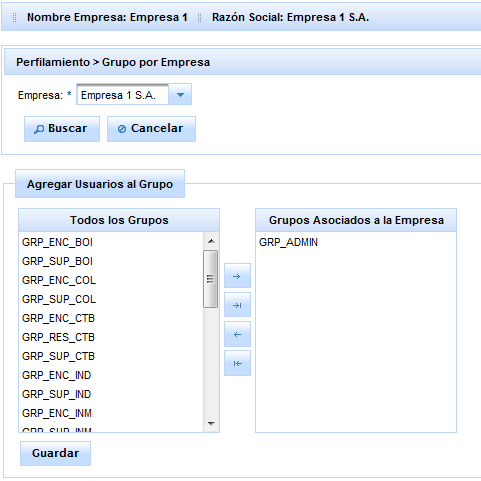 Nombre Empresa: Empresa 1 Razón Social: Empresa 1 S.A.
Perfilamiento > Grupo por Empresa
Empresa: * Empresa 1 S.A.
Buscar Cancelar
Agregar Usuarios al Grupo
Todos los Grupos
GRP_ENC_BOI
GRP_SUP_BOI
GRP_ENC_COL
GRP_SUP_COL
GRP_ENC_CTB
GRP_RES_CTB
GRP_SUP_CTB
GRP_ENC_IND
GRP_SUP_IND
GRP_ENC_INM
GRP_SUP_INM
Grupos Asociados a la Empresa
GRP_ADMIN
Guardar